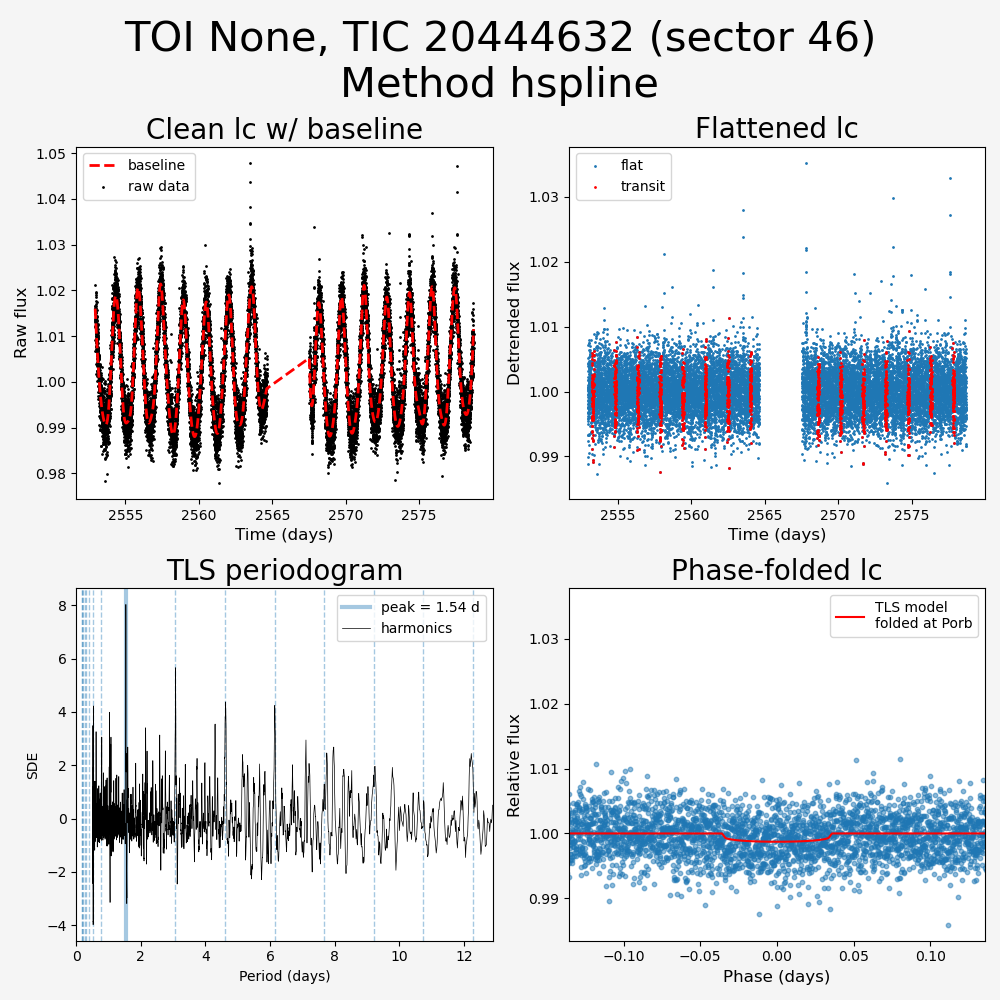 TOI None, TIC 20444632 (sector 46)
Method hspline
Clean lc w/ baseline
Flattened lc
baseline
raw data
flat
transit
1.05
1.04
1.03
1.02
1.01
1.00
0.99
0.98
Raw flux
2555
2560
2565
2570
2575
Time (days)
1.03
1.02
1.01
1.00
0.99
Detrended flux
2555
2560
2565
2570
2575
Time (days)
TLS periodogram
Phase-folded lc
peak = 1.54 d
harmonics
TLS model
folded at Porb
8
6
4
2
0
−2
−4
SDE
0
2
4
6
8
10
12
Period (days)
1.03
1.02
1.01
1.00
0.99
Relative flux
−0.10
−0.05
0.00
0.05
0.10
Phase (days)